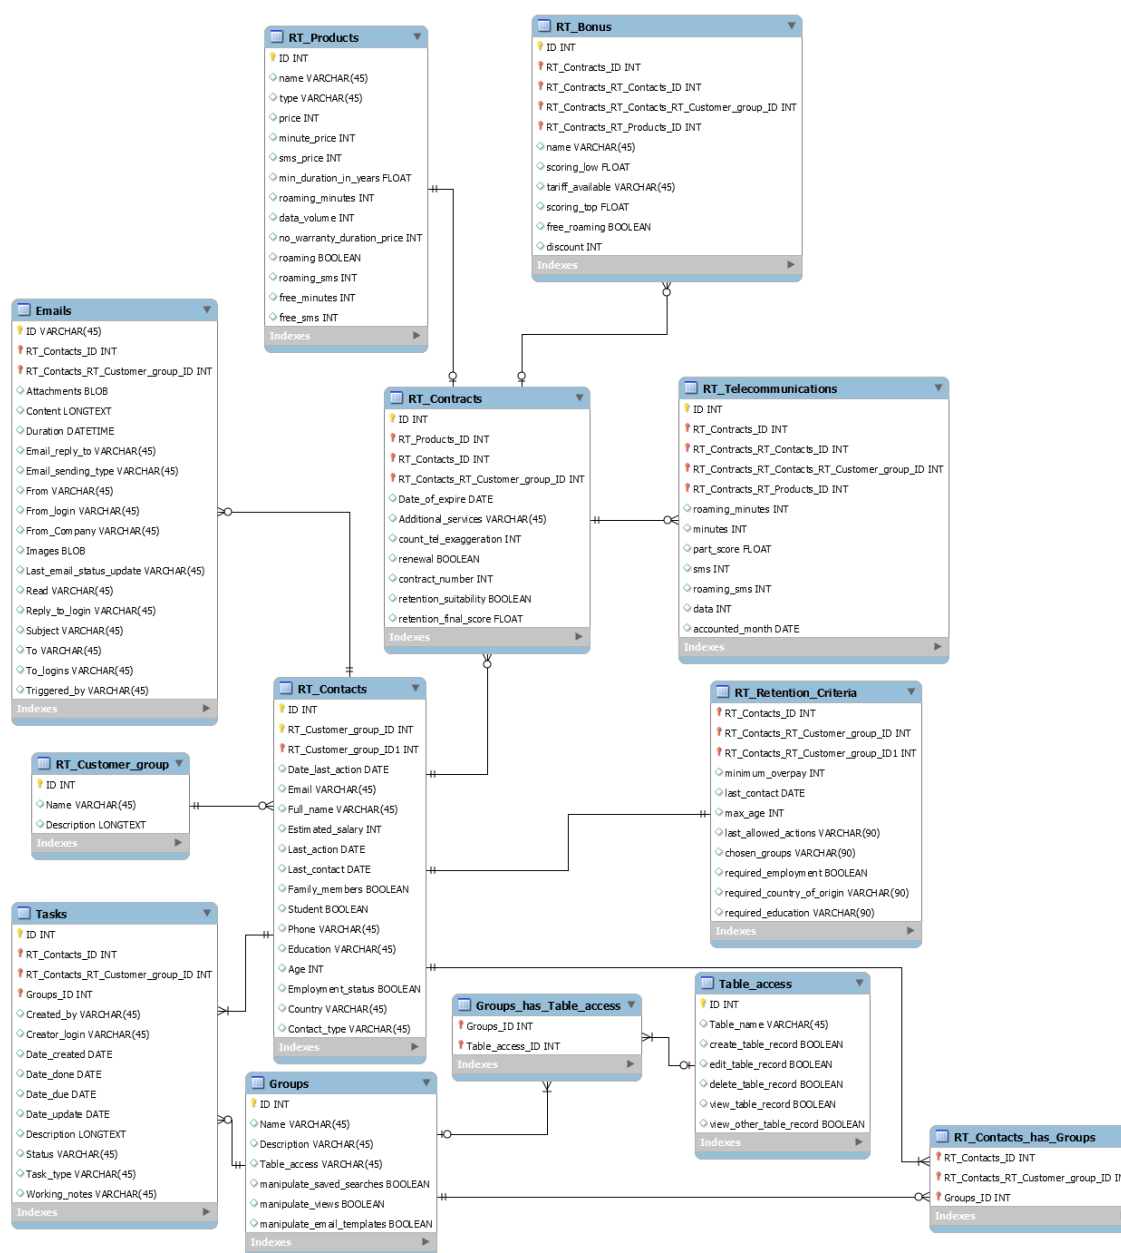 RT_Products
ID INT
name VARCHAR(45)
type VARCHAR(45)
price INT
minute_price INT
sms_price INT
min_duration_in_years FLOAT
roaming_minutes INT
data_volume INT
no_warranty_duration_price INT
roaming BOOLEAN
roaming_sms INT
free_minutes INT
free_sms INT
Indexes
RT_Bonus
ID INT
RT_Contracts_ID INT
RT_Contracts_RT_Contacts_ID INT
RT_Contracts_RT_Contacts_RT_Customer_group_ID INT
RT_Contracts_RT_Products_ID INT
name VARCHAR(45)
scoring_low FLOAT
tariff_available VARCHAR(45)
scoring_top FLOAT
free_roaming BOOLEAN
discount INT
Indexes
Emails
ID VARCHAR(45)
RT_Contacts_ID INT
RT_Contacts_RT_Customer_group_ID INT
Attachments BLOB
Content LONGTEXT
Duration DATETIME
Email_reply_to VARCHAR(45)
Email_sending_type VARCHAR(45)
From VARCHAR(45)
From_login VARCHAR(45)
From_Company VARCHAR(45)
Images BLOB
Last_email_status_update VARCHAR(45)
Read VARCHAR(45)
Reply_to_login VARCHAR(45)
Subject VARCHAR(45)
To VARCHAR(45)
To_logins VARCHAR(45)
Triggered_by VARCHAR(45)
Indexes
RT_Contracts
ID INT
RT_Products_ID INT
RT_Contacts_ID INT
RT_Contacts_RT_Customer_group_ID INT
Date_of_expire DATE
Additional_services VARCHAR(45)
count_tel_exaggeration INT
renewal BOOLEAN
contract_number INT
retention_suitability BOOLEAN
retention_final_score FLOAT
Indexes
RT_Telecommunications
ID INT
RT_Contracts_ID INT
RT_Contracts_RT_Contacts_ID INT
RT_Contracts_RT_Contacts_RT_Customer_group_ID INT
RT_Contracts_RT_Products_ID INT
roaming_minutes INT
minutes INT
part_score FLOAT
sms INT
roaming_sms INT
data INT
accounted_month DATE
Indexes
RT_Contacts
ID INT
RT_Customer_group_ID INT
RT_Customer_group_ID1 INT
Date_last_action DATE
Email VARCHAR(45)
Full_name VARCHAR(45)
Estimated_salary INT
Last_action DATE
Last_contact DATE
Family_members BOOLEAN
Student BOOLEAN
Phone VARCHAR(45)
Education VARCHAR(45)
Age INT
Employment_status BOOLEAN
Country VARCHAR(45)
Contact_type VARCHAR(45)
Indexes
RT_Retention_Criteria
RT_Contacts_ID INT
RT_Contacts_RT_Customer_group_ID INT
RT_Contacts_RT_Customer_group_ID1 INT
minimum_overpay INT
last_contact DATE
max_age INT
last_allowed_actions VARCHAR(90)
chosen_groups VARCHAR(90)
required_employment BOOLEAN
required_country_of_origin VARCHAR(90)
required_education VARCHAR(90)
Indexes
RT_Customer_group
ID INT
Name VARCHAR(45)
Description LONGTEXT
Indexes
Tasks
ID INT
RT_Contacts_ID INT
RT_Contacts_RT_Customer_group_ID INT
Groups_ID INT
Created_by VARCHAR(45)
Creator_login VARCHAR(45)
Date_created DATE
Date_done DATE
Date_due DATE
Date_update DATE
Description LONGTEXT
Status VARCHAR(45)
Task_type VARCHAR(45)
Working_notes VARCHAR(45)
Indexes
Groups_has_Table_access
Groups_ID INT
Table_access_ID INT
Indexes
Table_access
ID INT
Table_name VARCHAR(45)
create_table_record BOOLEAN
edit_table_record BOOLEAN
delete_table_record BOOLEAN
view_table_record BOOLEAN
view_other_table_record BOOLEAN
Indexes
Groups
ID INT
Name VARCHAR(45)
Description VARCHAR(45)
Table_access VARCHAR(45)
manipulate_saved_searches BOOLEAN
manipulate_views BOOLEAN
manipulate_email_templates BOOLEAN
Indexes
RT_Contacts_has_Groups
RT_Contacts_ID INT
RT_Contacts_RT_Customer_group_ID
Groups_ID INT
Indexes